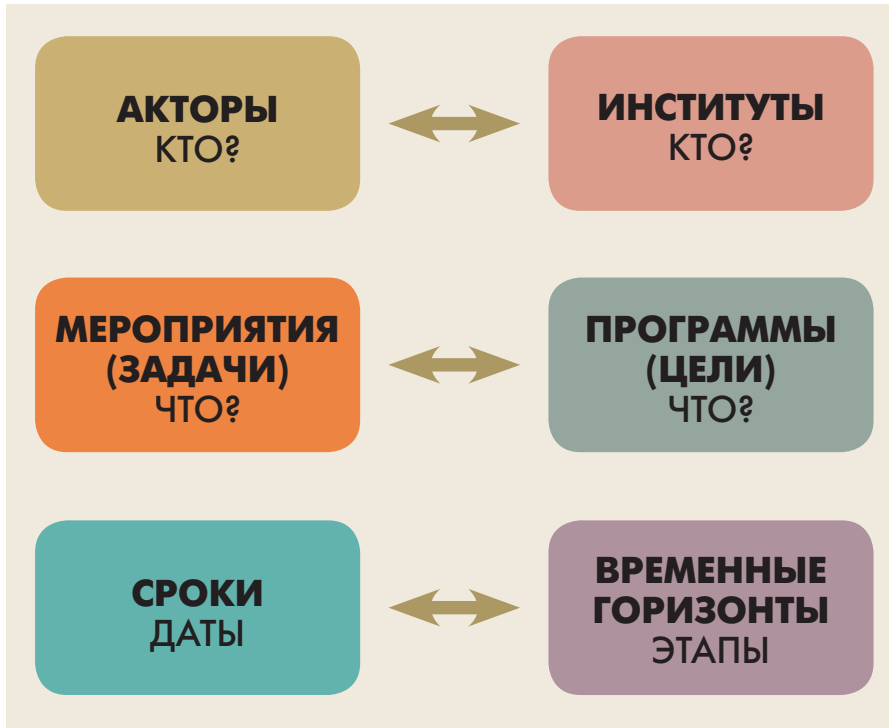 АКТОРЫ
КТО?
ИНСТИТУТЫ
КТО?
МЕРОПРИЯТИЯ
(ЗАДАЧИ)
ЧТО?
ПРОГРАММЫ
(ЦЕЛИ)
ЧТО?
СРОКИ
ДАТЫ
ВРЕМЕННЫЕ
ГОРИЗОНТЫ
ЭТАПЫ